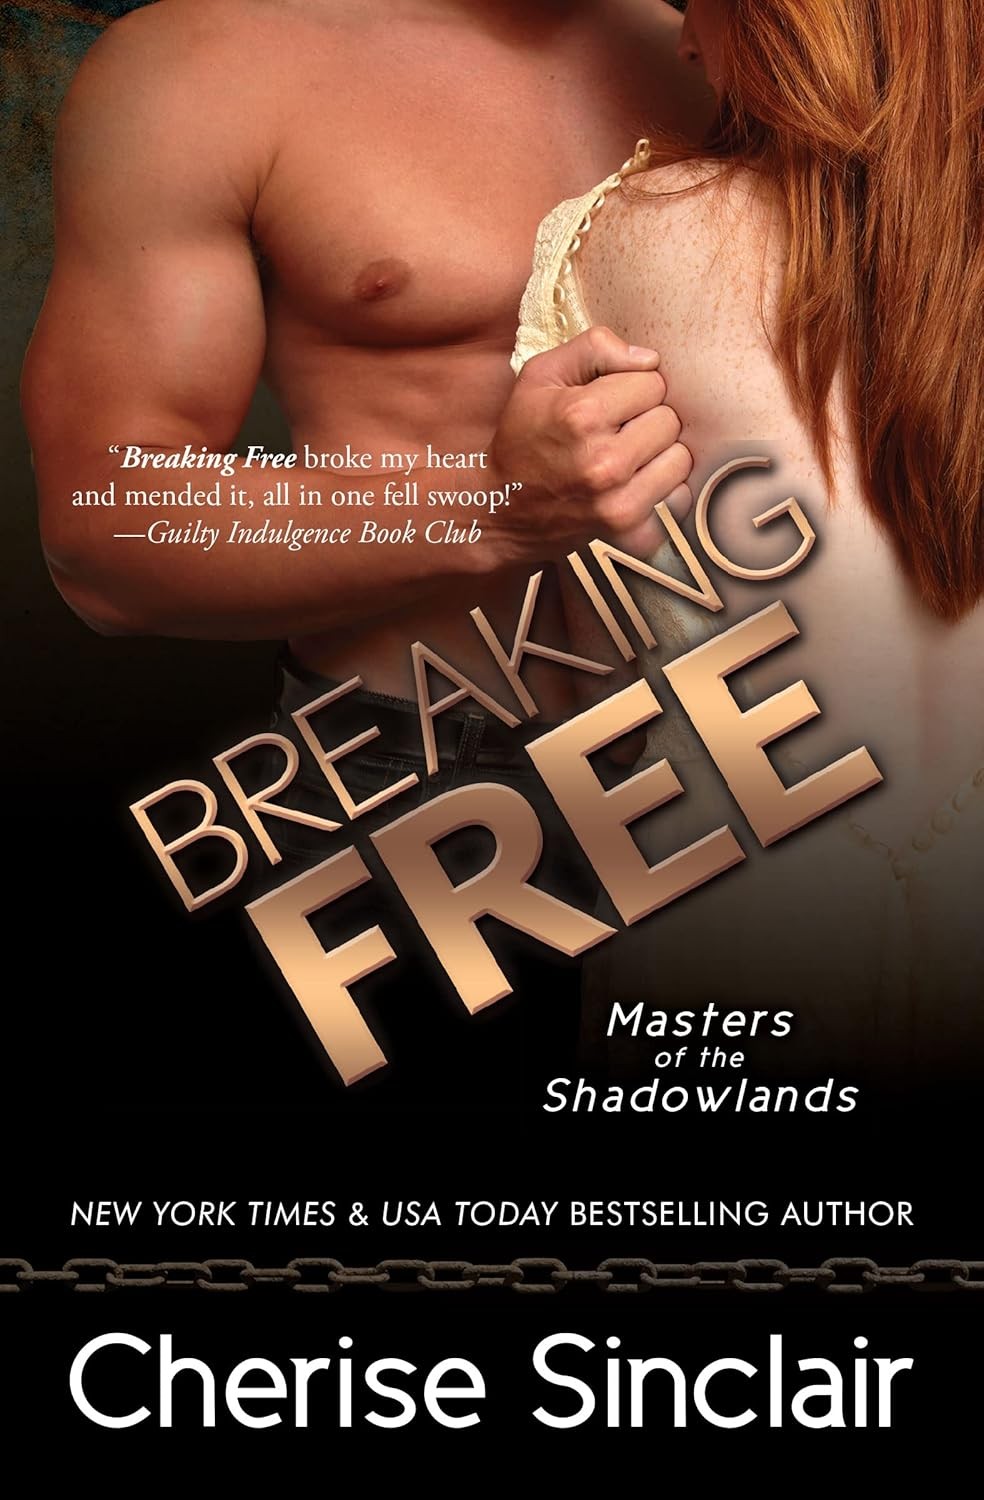 “Breaking Free broke my heart
and mended it, all in one fell swoop!”
—Guilty Indulgence Book Club
BREAKING
FREE
Masters
of the
Shadowlands
NEW YORK TIMES & USA TODAY BESTSELLING AUTHOR
Cherise Sinclair